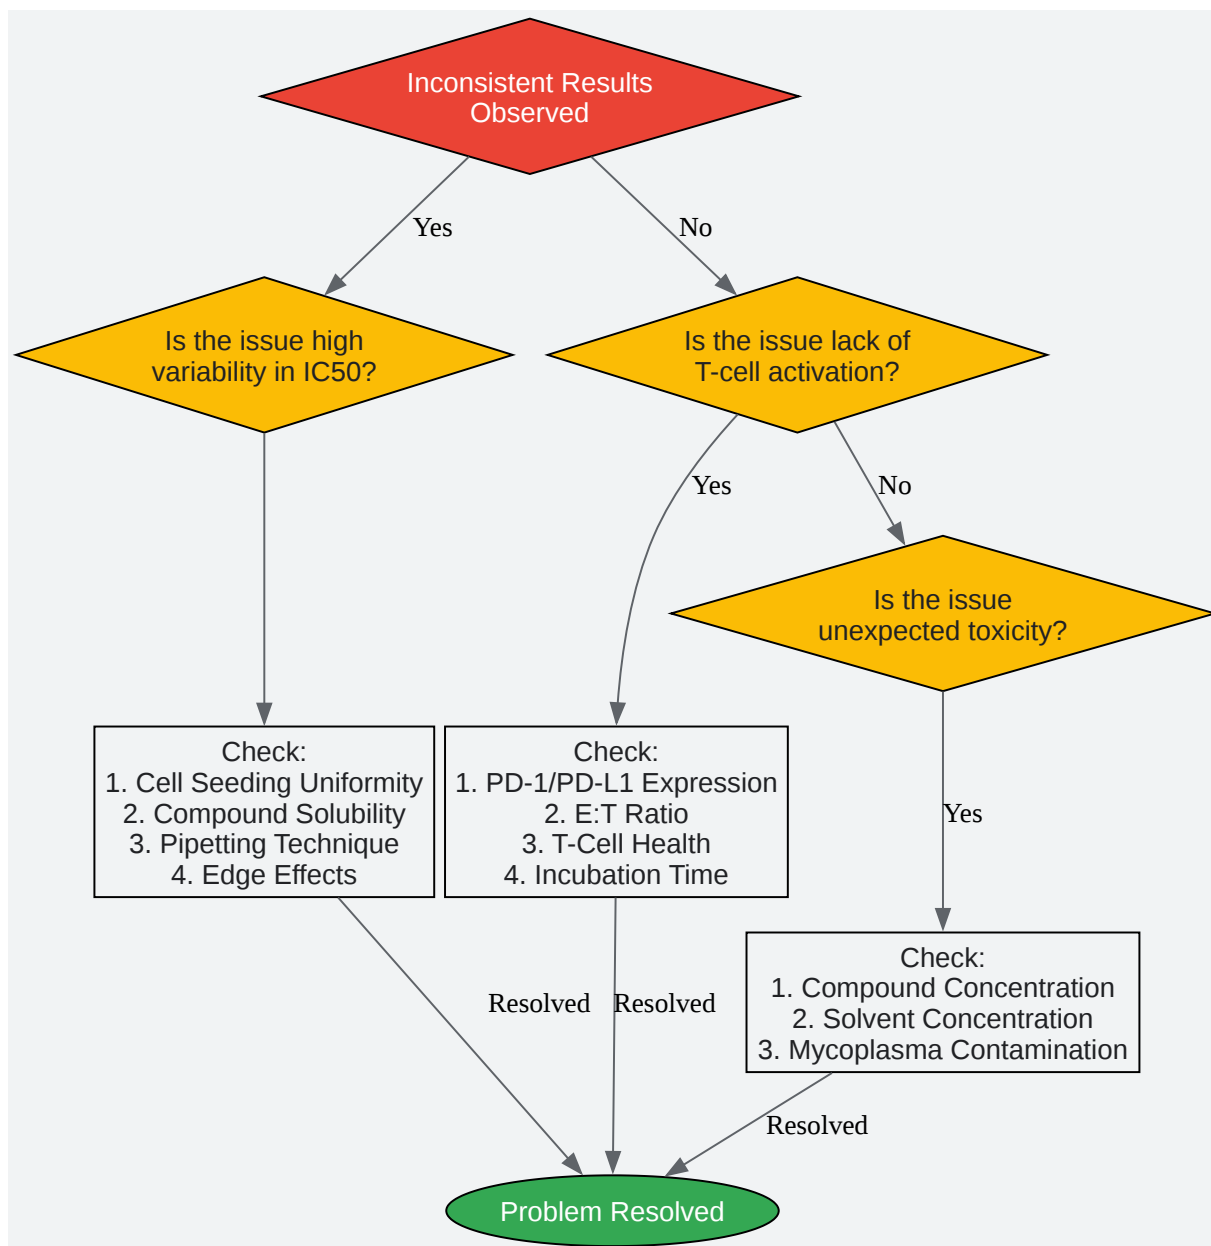 Inconsistent Results
Observed
Yes
No
Is the issue high
variability in IC50?
Is the issue lack of
T-cell activation?
Yes
No
Is the issue
unexpected toxicity?
Check:
1. Cell Seeding Uniformity
2. Compound Solubility
3. Pipetting Technique
4. Edge Effects
Check:
1. PD-1/PD-L1 Expression
2. E:T Ratio
3. T-Cell Health
4. Incubation Time
Yes
Check:
1. Compound Concentration
2. Solvent Concentration
3. Mycoplasma Contamination
Resolved
Resolved
Resolved
Problem Resolved